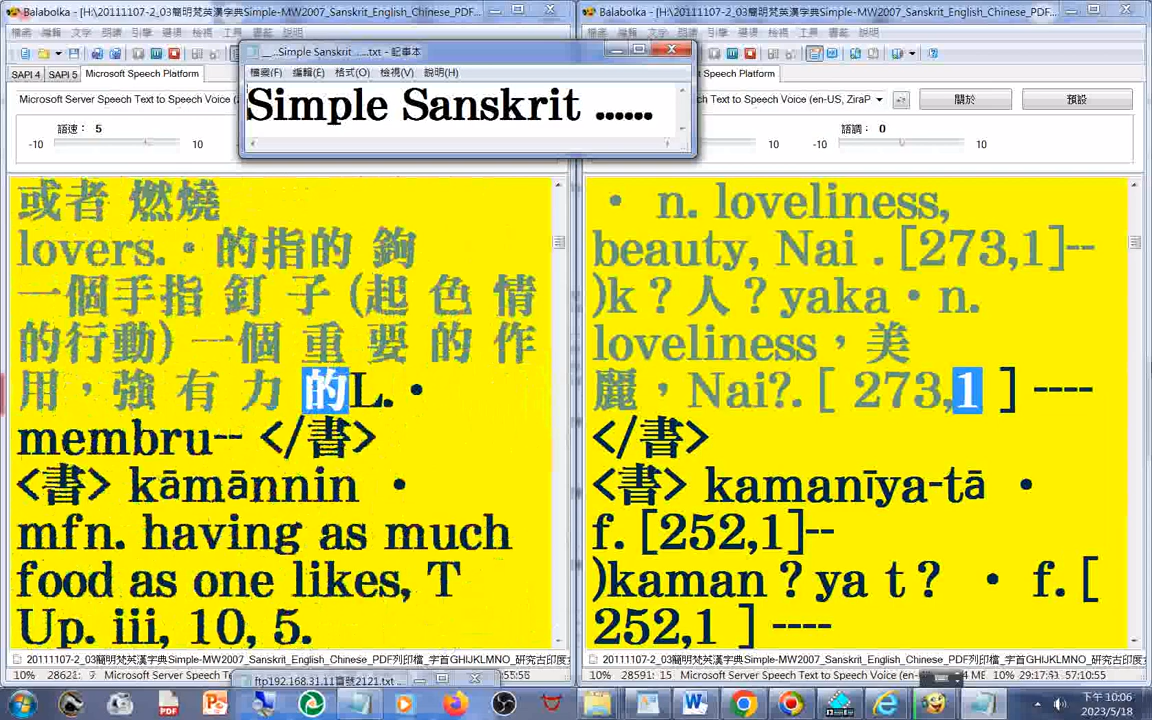 Balabolka - [H:\20111107-2_03簡明梵英漢字典Simple-MW2007_Sanskrit_English_Chinese_PDF...
Balabolka - [H:\20111107-2_03簡明梵英漢字典Simple-MW2007_Sanskrit_English_Chinese_PDF...
SAPI 4 SAPI 5 Microsoft Speech Platform
Microsoft Server Speech Text to Speech Voice
語速: 5
-10 10
__...Simple Sanskrit ......txt - 記事本
檔案(F) 編輯(E) 格式(O) 檢視(V) 說明(H)
Simple Sanskrit ......
Speech Platform
Text to Speech Voice (en-US, ZiraP
關於 預設
語調: 0
10 -10 10
或者 燃燒
lovers.•的指的 鉤
一個手指 釘 子 (起 色 情
的行動) 一個 重 要 的 作
用，強 有 力 的L. •
membru-- </書>
<書> kāmānnin •
mfn. having as much
food as one likes, T
Up. iii, 10, 5.
• n. loveliness,
beauty, Nai . [273,1]--
)k？人？yaka • n.
loveliness，美
麗，Nai?. [ 273,1 ] ----
</書>
<書> kamanīya-tā •
f. [252,1]--
)kaman？ya t？ • f. [
252,1 ] ----
20111107-2_03簡明梵英漢字典Simple-MW2007_Sanskrit_English_Chinese_PDF列印檔_字首GHIJKLMNO_研究古印度
20111107-2_03簡明梵英漢字典Simple-MW2007_Sanskrit_English_Chinese_PDF列印檔_字首GHIJKLMNO_研究古印度
10% Microsoft Server Speech
ftp192.168.31.11盲號2121.txt ...
10% Microsoft Server Speech Text to Speech
10% 29:17 57:10:55
下午 10:06
2023/5/18